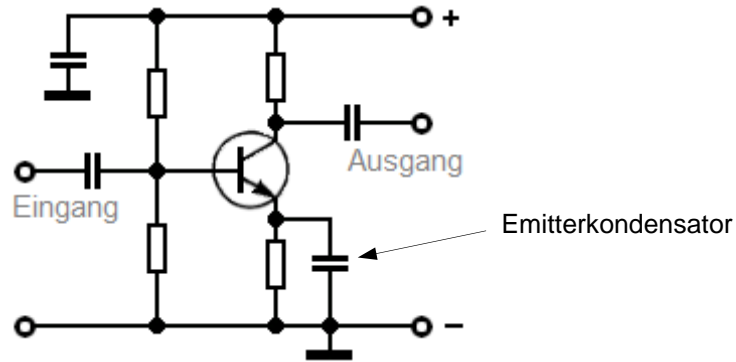 +
Ausgang
Eingang
Emitterkondensator
−